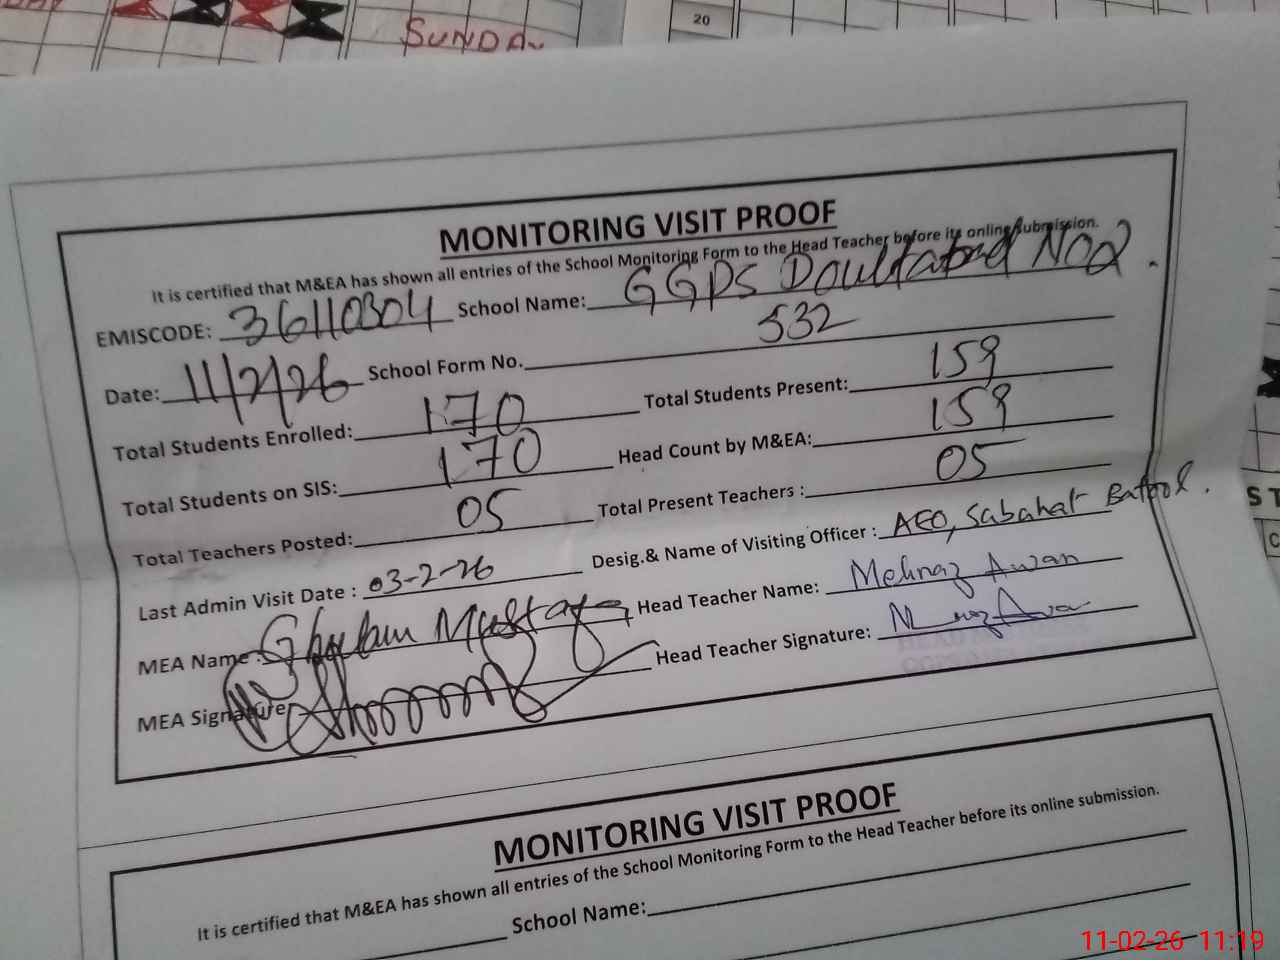 SUNDAY
20
MONITORING VISIT PROOF
It is certified that M&EA has shown all entries of the School Monitoring Form to the Head Teacher before its online submission.
EMISCODE: 36110304 School Name: GGPS Doultabad No2.
Date: 11/2/26 School Form No. 532
Total Students Enrolled: 170 Total Students Present: 159
Total Students on SIS: 170 Head Count by M&EA: 159
Total Teachers Posted: 05 Total Present Teachers : 05
Last Admin Visit Date : 03-2-26 Desig.& Name of Visiting Officer : AEO, Sabahat Batool.
MEA Name : Ghulam Mustafa Head Teacher Name: Mehnaz Awan
MEA Signature Head Teacher Signature:
MONITORING VISIT PROOF
It is certified that M&EA has shown all entries of the School Monitoring Form to the Head Teacher before its online submission.
School Name:
11-02-26 11:19